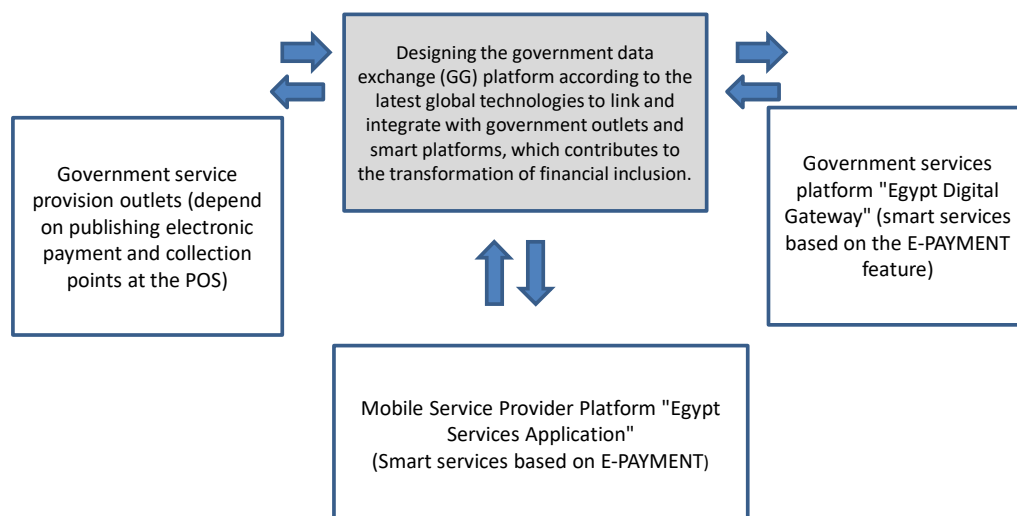 Designing the government data
exchange (GG) platform according to the
latest global technologies to link and
integrate with government outlets and
smart platforms, which contributes to
the transformation of financial inclusion.
Government service
provision outlets (depend
on publishing electronic
payment and collection
points at the POS)
Government services
platform "Egypt Digital
Gateway" (smart services
based on the E-PAYMENT
feature)
Mobile Service Provider Platform "Egypt
Services Application"
(Smart services based on E-PAYMENT)